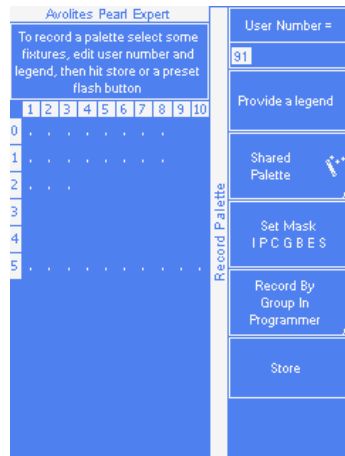 Avolites Pearl Expert
To record a palette select some
fixtures, edit user number and
legend, then hit store or a preset
flash button
1 2 3 4 5 6 7 8 9 10
0 . . . . . . . .
1 . . . . . . . .
2 . . .
3
4
5 . . . . . . . . . .
Record Palette
User Number =
91
Provide a legend
Shared
Palette
Set Mask
I P C G B E S
Record By
Group In
Programmer
Store